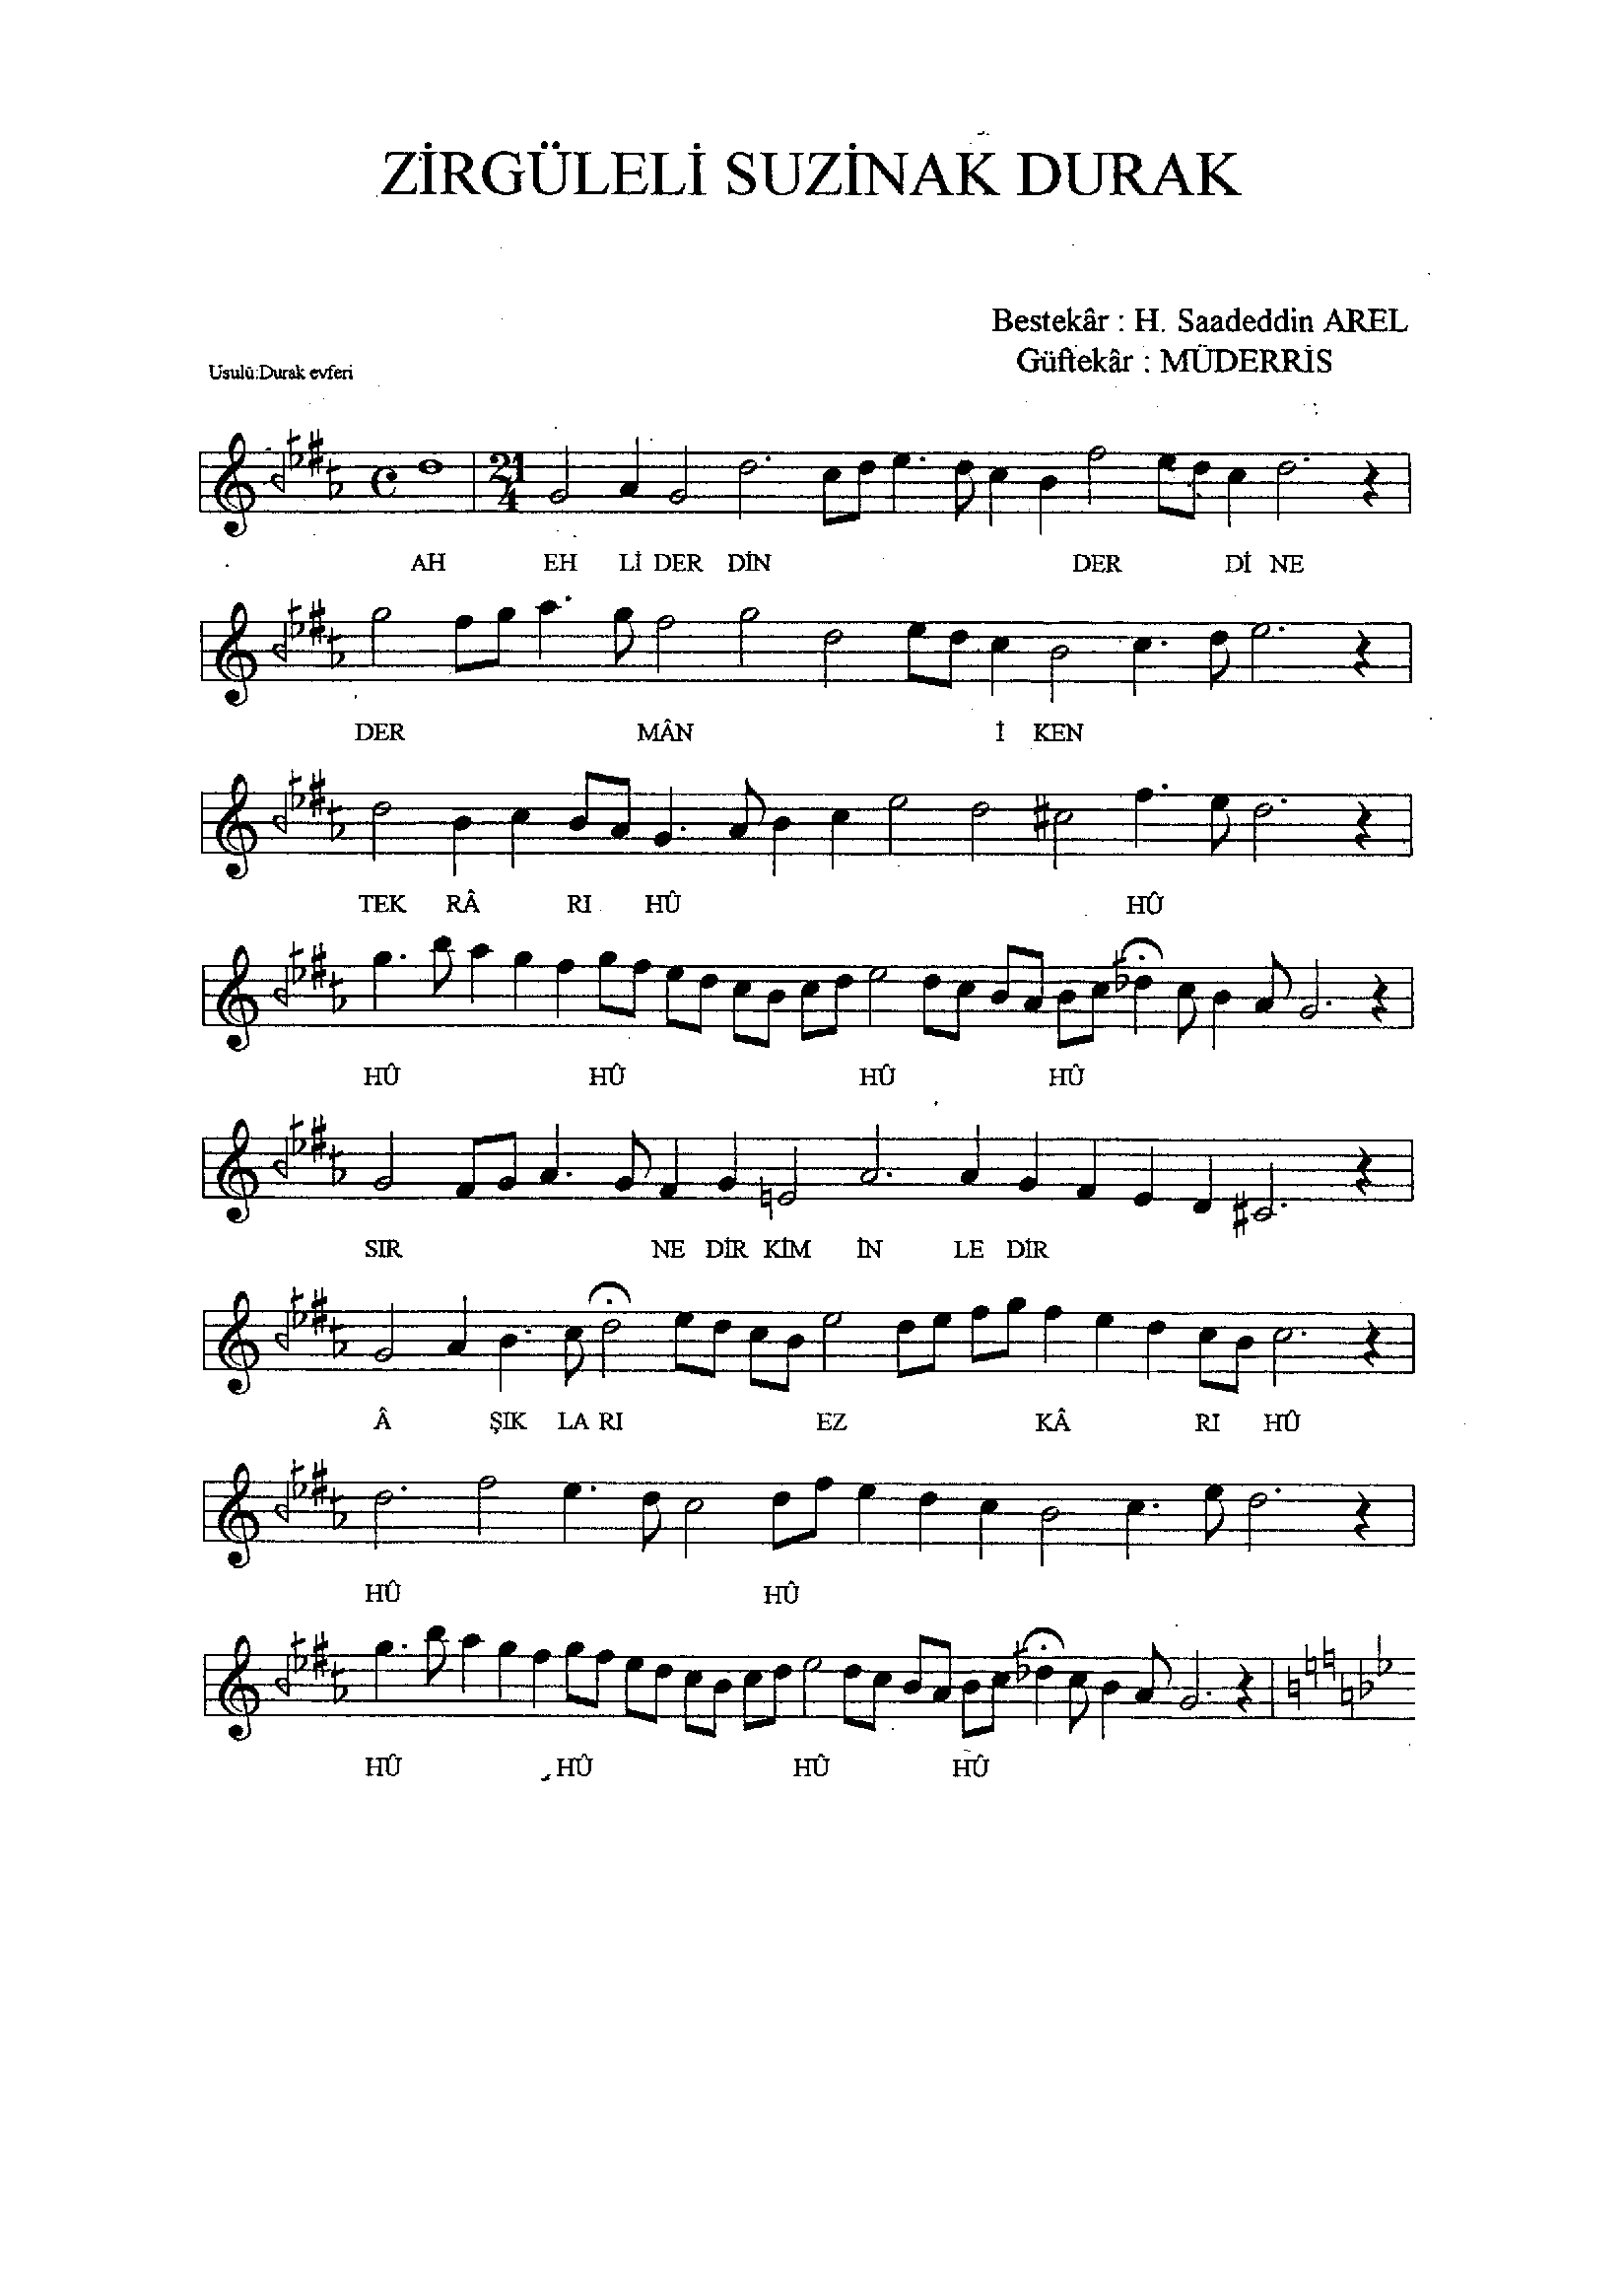 ZİRGÜLELİ SUZİNAK DURAK
Bestekâr : H. Saadeddin AREL
Güftekâr : MÜDERRİS
Usulü:Durak evferi
21
4
AH EH Lİ DER DİN DER Dİ NE
DER MÂN İ KEN
TEK RÂ RI HÛ HÛ
HÛ HÛ HÛ HÛ
SIR NE DİR KİM İN LE DİR
Â ŞIK LA RI EZ KÂ RI HÛ
HÛ HÛ
HÛ HÛ HÛ HÛ